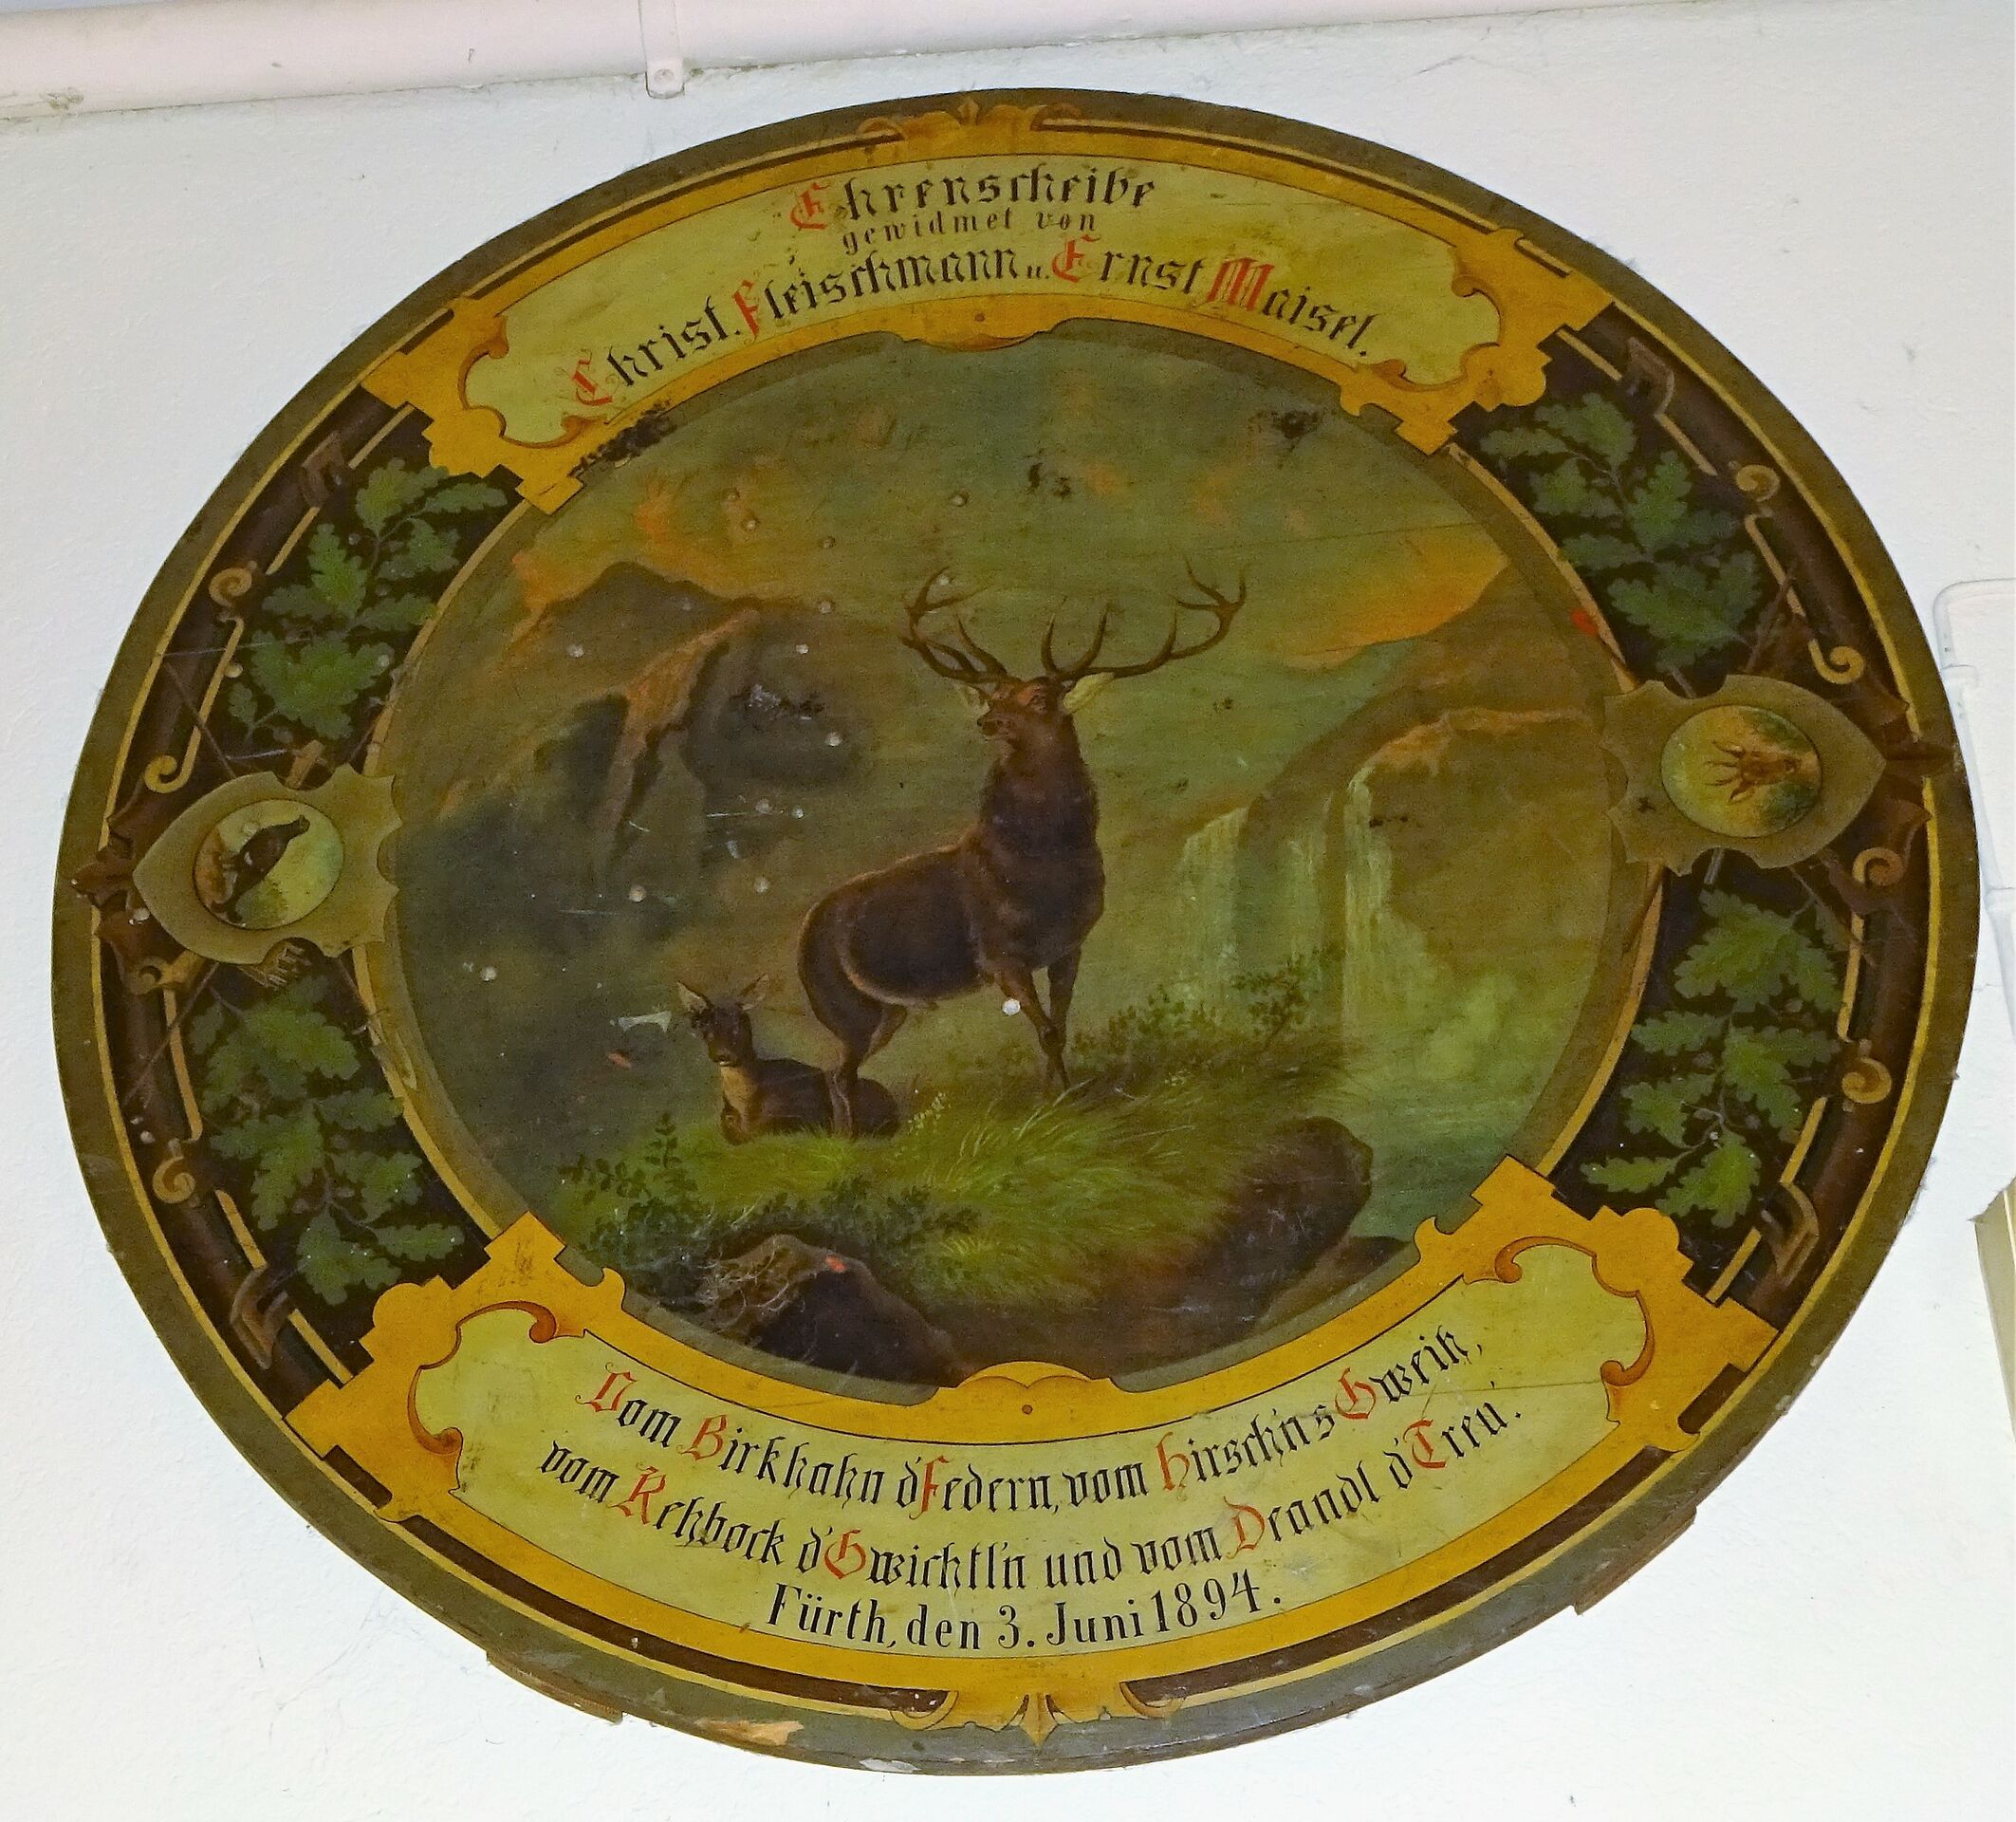 Ehrenscheibe
gewidmet von
Christ. Fleischmann u. Ernst Maisel.
Vom Birkhahn d'Federn, vom Hirsch'n s Gweih,
vom Rehbock d'Gwichtl'n und vom Deandl d'Treu.
Fürth, den 3. Juni 1894.